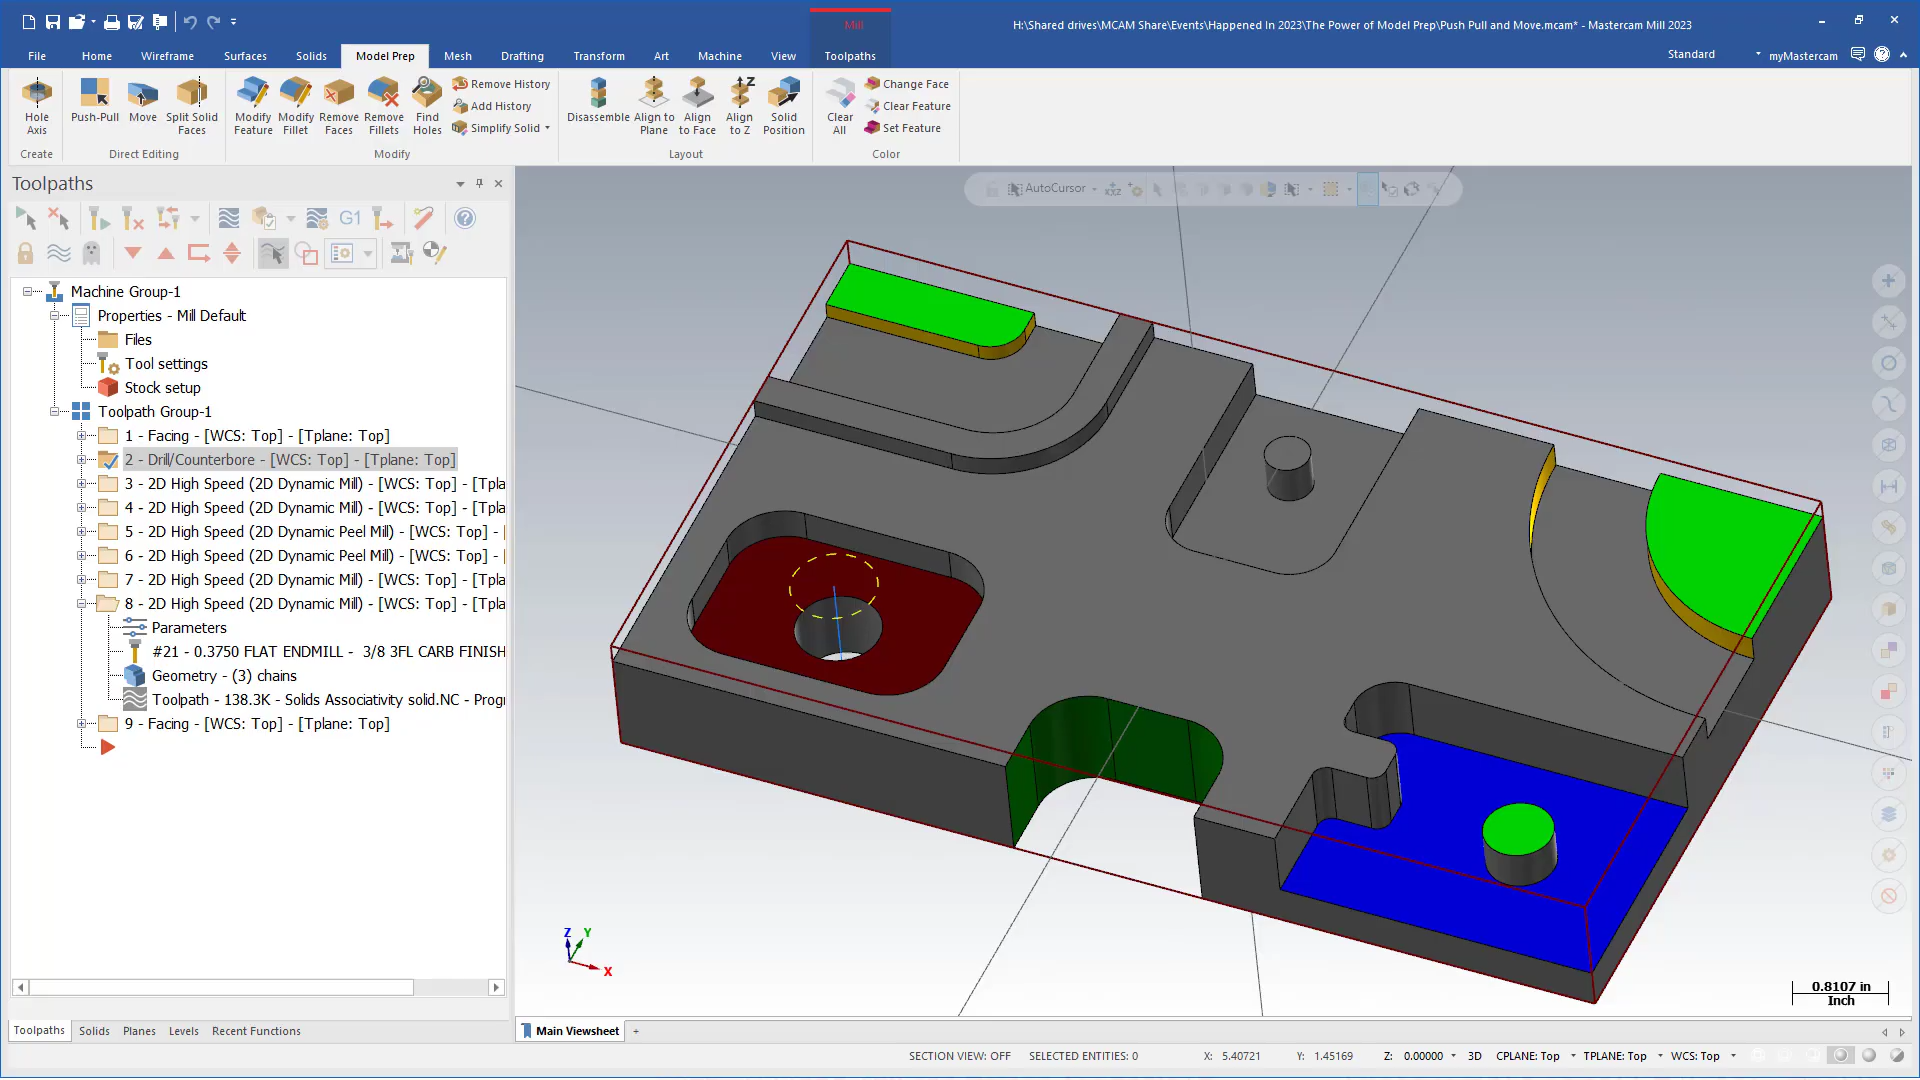 Mill
H:\Shared drives\MCAM Share\Events\Happened In 2023\The Power of Model Prep\Push Pull and Move.mcam* - Mastercam Mill 2023
File Home Wireframe Surfaces Solids Model Prep Mesh Drafting Transform Art Machine View Toolpaths
Standard myMastercam
Hole Axis
Push-Pull
Move
Split Solid Faces
Modify Feature
Modify Fillet
Remove Faces
Remove Fillets
Find Holes
Remove History
Add History
Simplify Solid
Disassemble
Align to Plane
Align to Face
Align to Z
Solid Position
Clear All
Change Face
Clear Feature
Set Feature
Create Direct Editing Modify Layout Color
Toolpaths
AutoCursor
G1
Machine Group-1
Properties - Mill Default
Files
Tool settings
Stock setup
Toolpath Group-1
1 - Facing - [WCS: Top] - [Tplane: Top]
2 - Drill/Counterbore - [WCS: Top] - [Tplane: Top]
3 - 2D High Speed (2D Dynamic Mill) - [WCS: Top] - [Tpla
4 - 2D High Speed (2D Dynamic Mill) - [WCS: Top] - [Tpla
5 - 2D High Speed (2D Dynamic Peel Mill) - [WCS: Top] -
6 - 2D High Speed (2D Dynamic Peel Mill) - [WCS: Top] -
7 - 2D High Speed (2D Dynamic Mill) - [WCS: Top] - [Tpla
8 - 2D High Speed (2D Dynamic Mill) - [WCS: Top] - [Tpla
Parameters
#21 - 0.3750 FLAT ENDMILL - 3/8 3FL CARB FINISH
Geometry - (3) chains
Toolpath - 138.3K - Solids Associativity solid.NC - Progr
9 - Facing - [WCS: Top] - [Tplane: Top]
Z Y
X
0.8107 in
Inch
Toolpaths Solids Planes Levels Recent Functions
Main Viewsheet +
SECTION VIEW: OFF SELECTED ENTITIES: 0 X: 5.40721 Y: 1.45169 Z: 0.00000 3D CPLANE: Top TPLANE: Top WCS: Top